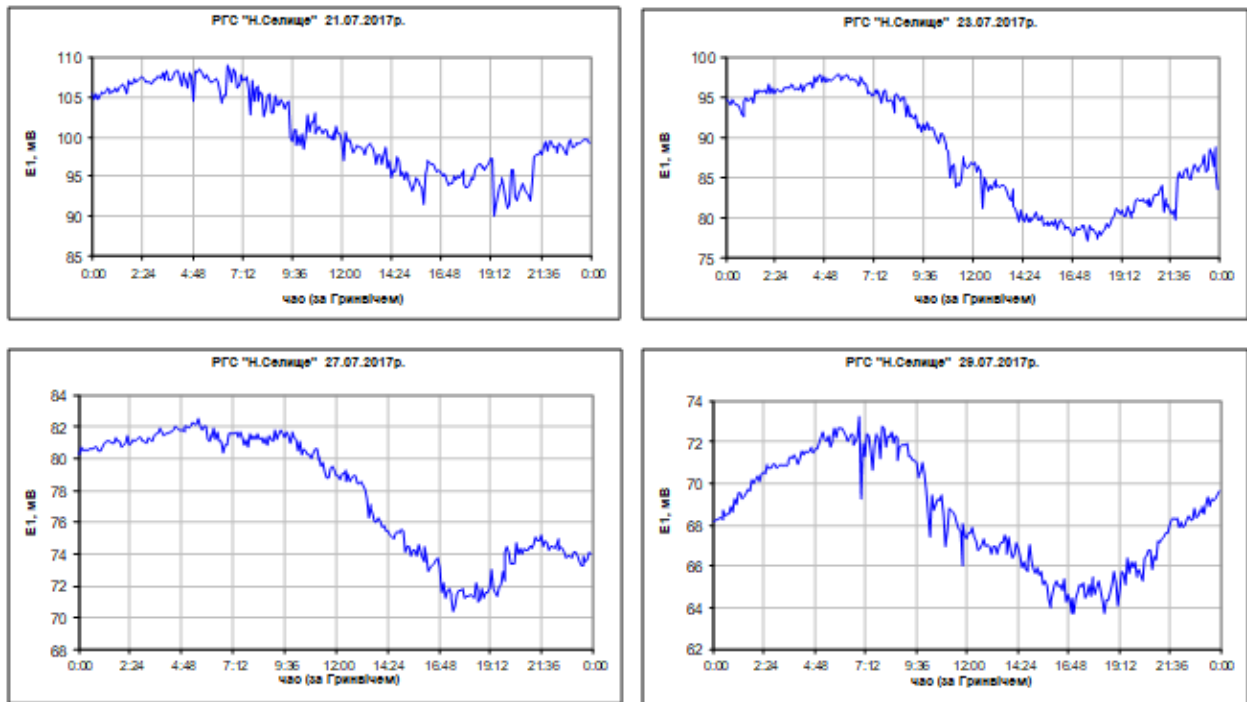 РГС "Н.Селище" 21.07.2017р.
110
105
100
95
90
85
E1, мВ
0:00 2:24 4:48 7:12 9:36 12:00 14:24 16:48 19:12 21:36 0:00
час (за Гринвічем)
РГС "Н.Селище" 23.07.2017р.
100
95
90
85
80
75
E1, мВ
0:00 2:24 4:48 7:12 9:36 12:00 14:24 16:48 19:12 21:36 0:00
час (за Гринвічем)
РГС "Н.Селище" 27.07.2017р.
84
82
80
78
76
74
72
70
68
E1, мВ
0:00 2:24 4:48 7:12 9:36 12:00 14:24 16:48 19:12 21:36 0:00
час (за Гринвічем)
РГС "Н.Селище" 29.07.2017р.
74
72
70
68
66
64
62
E1, мВ
0:00 2:24 4:48 7:12 9:36 12:00 14:24 16:48 19:12 21:36 0:00
час (за Гринвічем)